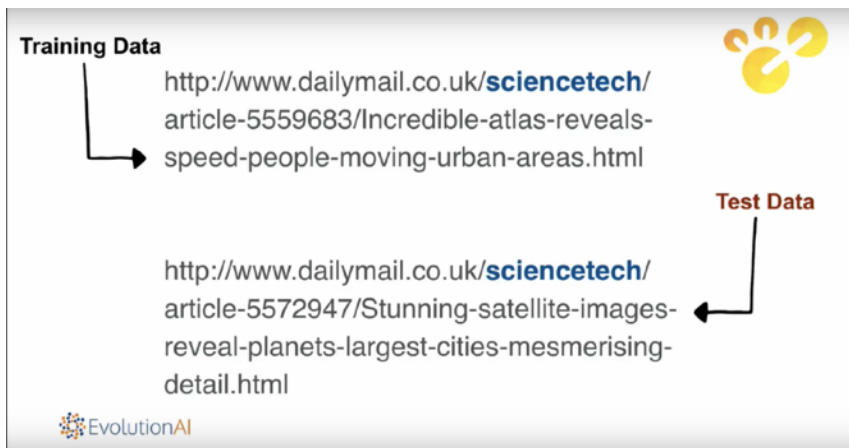 Training Data
http://www.dailymail.co.uk/sciencetech/
article-5559683/Incredible-atlas-reveals-
speed-people-moving-urban-areas.html
Test Data
http://www.dailymail.co.uk/sciencetech/
article-5572947/Stunning-satellite-images-
reveal-planets-largest-cities-mesmerising-
detail.html
EvolutionAI